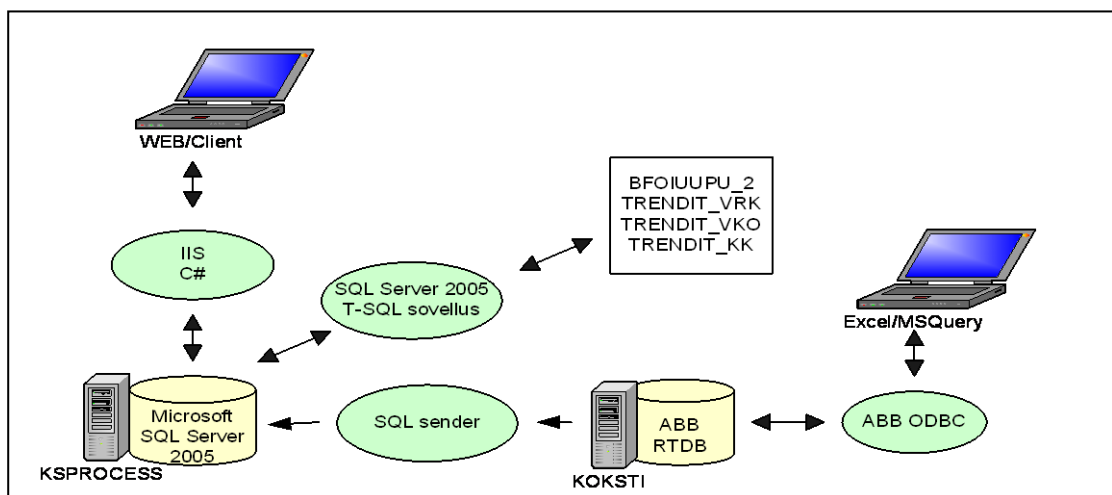 WEB/Client
BFOIUUPU_2
TRENDIT_VRK
TRENDIT_VKO
TRENDIT_KK
IIS
C#
SQL Server 2005
T-SQL sovellus
Excel/MSQuery
Microsoft
SQL Server
2005
KSPROCESS
SQL sender
ABB
RTDB
KOKSTI
ABB ODBC